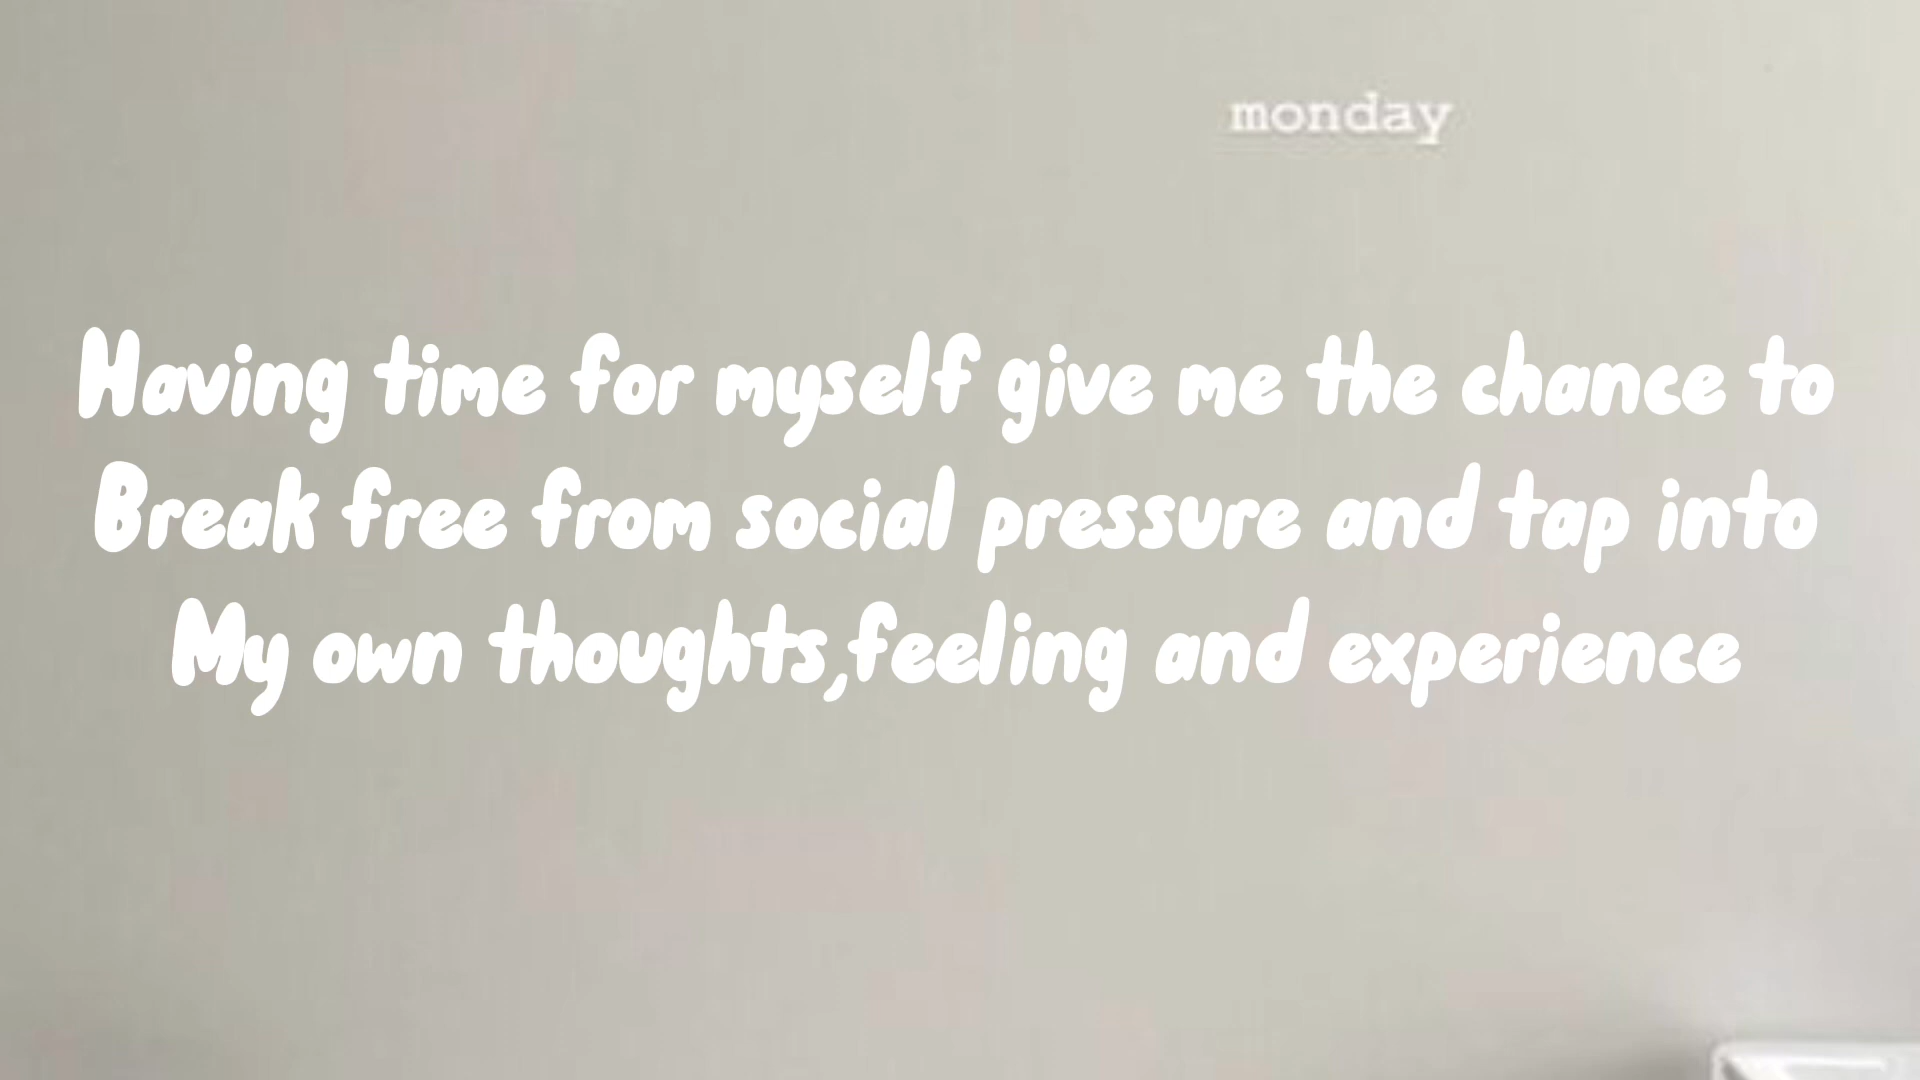 monday
Having time for myself give me the chance to
Break free from social pressure and tap into
My own thoughts,feeling and experience